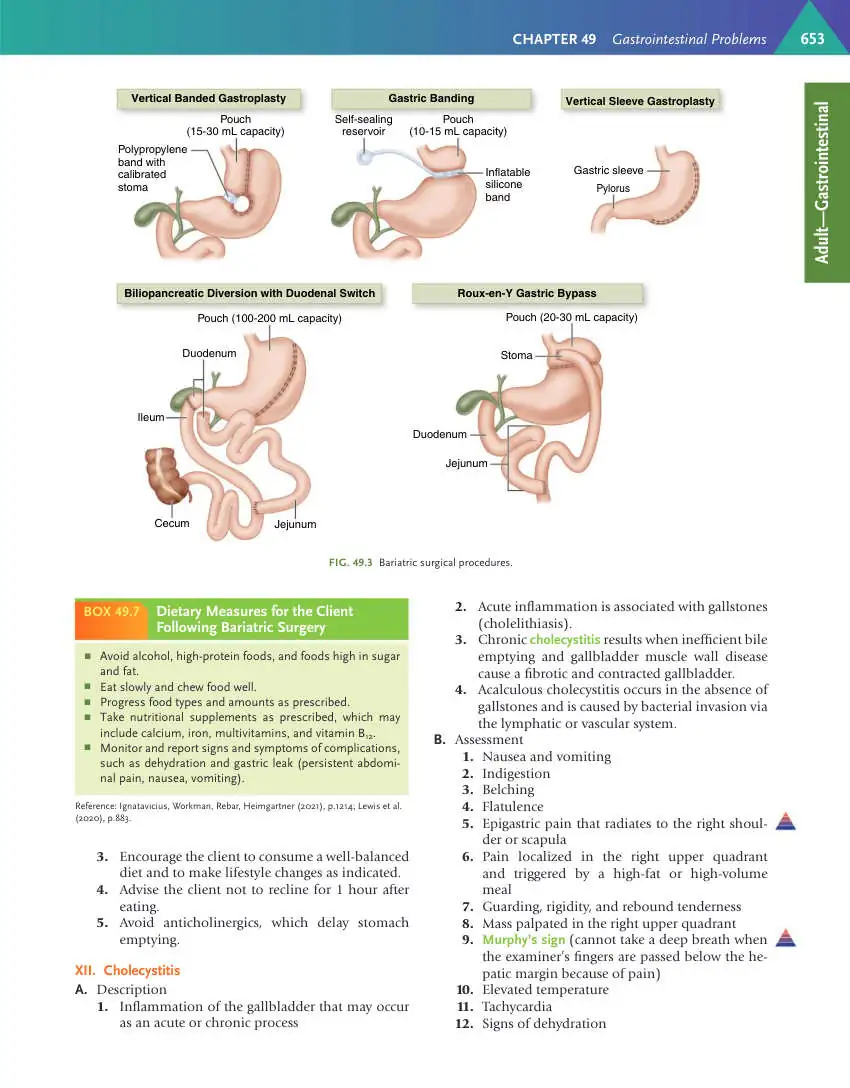 CHAPTER 49 Gastrointestinal Problems 653
Adult—Gastrointestinal
Vertical Banded Gastroplasty
Pouch
(15-30 mL capacity)
Polypropylene
band with
calibrated
stoma
Gastric Banding
Self-sealing
reservoir
Pouch
(10-15 mL capacity)
Inflatable
silicone
band
Vertical Sleeve Gastroplasty
Gastric sleeve
Pylorus
Biliopancreatic Diversion with Duodenal Switch
Pouch (100-200 mL capacity)
Duodenum
Ileum
Cecum
Jejunum
Roux-en-Y Gastric Bypass
Pouch (20-30 mL capacity)
Stoma
Duodenum
Jejunum
FIG. 49.3 Bariatric surgical procedures.
BOX 49.7 Dietary Measures for the Client
Following Bariatric Surgery
■ Avoid alcohol, high-protein foods, and foods high in sugar
and fat.
■ Eat slowly and chew food well.
■ Progress food types and amounts as prescribed.
■ Take nutritional supplements as prescribed, which may
include calcium, iron, multivitamins, and vitamin B₁₂.
■ Monitor and report signs and symptoms of complications,
such as dehydration and gastric leak (persistent abdomi-
nal pain, nausea, vomiting).
Reference: Ignatavicius, Workman, Rebar, Heimgartner (2021), p.1214; Lewis et al.
(2020), p.883.
3. Encourage the client to consume a well-balanced
diet and to make lifestyle changes as indicated.
4. Advise the client not to recline for 1 hour after
eating.
5. Avoid anticholinergics, which delay stomach
emptying.
XII. Cholecystitis
A. Description
1. Inflammation of the gallbladder that may occur
as an acute or chronic process
2. Acute inflammation is associated with gallstones
(cholelithiasis).
3. Chronic cholecystitis results when inefficient bile
emptying and gallbladder muscle wall disease
cause a fibrotic and contracted gallbladder.
4. Acalculous cholecystitis occurs in the absence of
gallstones and is caused by bacterial invasion via
the lymphatic or vascular system.
B. Assessment
1. Nausea and vomiting
2. Indigestion
3. Belching
4. Flatulence
5. Epigastric pain that radiates to the right shoul-
der or scapula
6. Pain localized in the right upper quadrant
and triggered by a high-fat or high-volume
meal
7. Guarding, rigidity, and rebound tenderness
8. Mass palpated in the right upper quadrant
9. Murphy's sign (cannot take a deep breath when
the examiner's fingers are passed below the he-
patic margin because of pain)
10. Elevated temperature
11. Tachycardia
12. Signs of dehydration